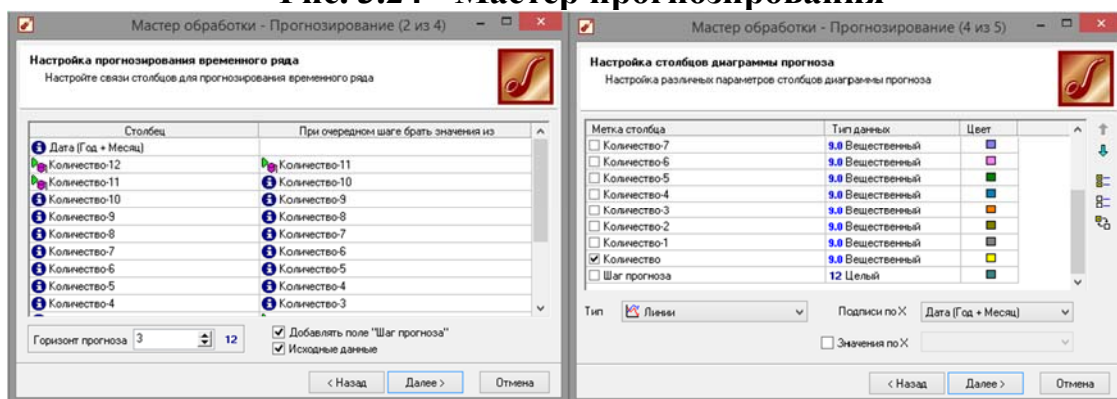 Рис. 3.24 - Мастер прогнозирования
Мастер обработки - Прогнозирование (2 из 4)
Настройка прогнозирования временного ряда
Настройте связи столбцов для прогнозирования временного ряда
Столбец При очередном шаге брать значения из
Дата (Год + Месяц)
Количество-12 Количество-11
Количество-11 Количество-10
Количество-10 Количество-9
Количество-9 Количество-8
Количество-8 Количество-7
Количество-7 Количество-6
Количество-6 Количество-5
Количество-5 Количество-4
Количество-4 Количество-3
Горизонт прогноза 3 12
Добавлять поле "Шаг прогноза"
Исходные данные
< Назад Далее > Отмена
Мастер обработки - Прогнозирование (4 из 5)
Настройка столбцов диаграммы прогноза
Настройка различных параметров столбцов диаграммы прогноза
Метка столбца Тип данных Цвет
Количество-7 9.0 Вещественный
Количество-6 9.0 Вещественный
Количество-5 9.0 Вещественный
Количество-4 9.0 Вещественный
Количество-3 9.0 Вещественный
Количество-2 9.0 Вещественный
Количество-1 9.0 Вещественный
Количество 9.0 Вещественный
Шаг прогноза 12 Целый
Тип Линии Подписи по X Дата (Год + Месяц)
Значения по X
< Назад Далее > Отмена